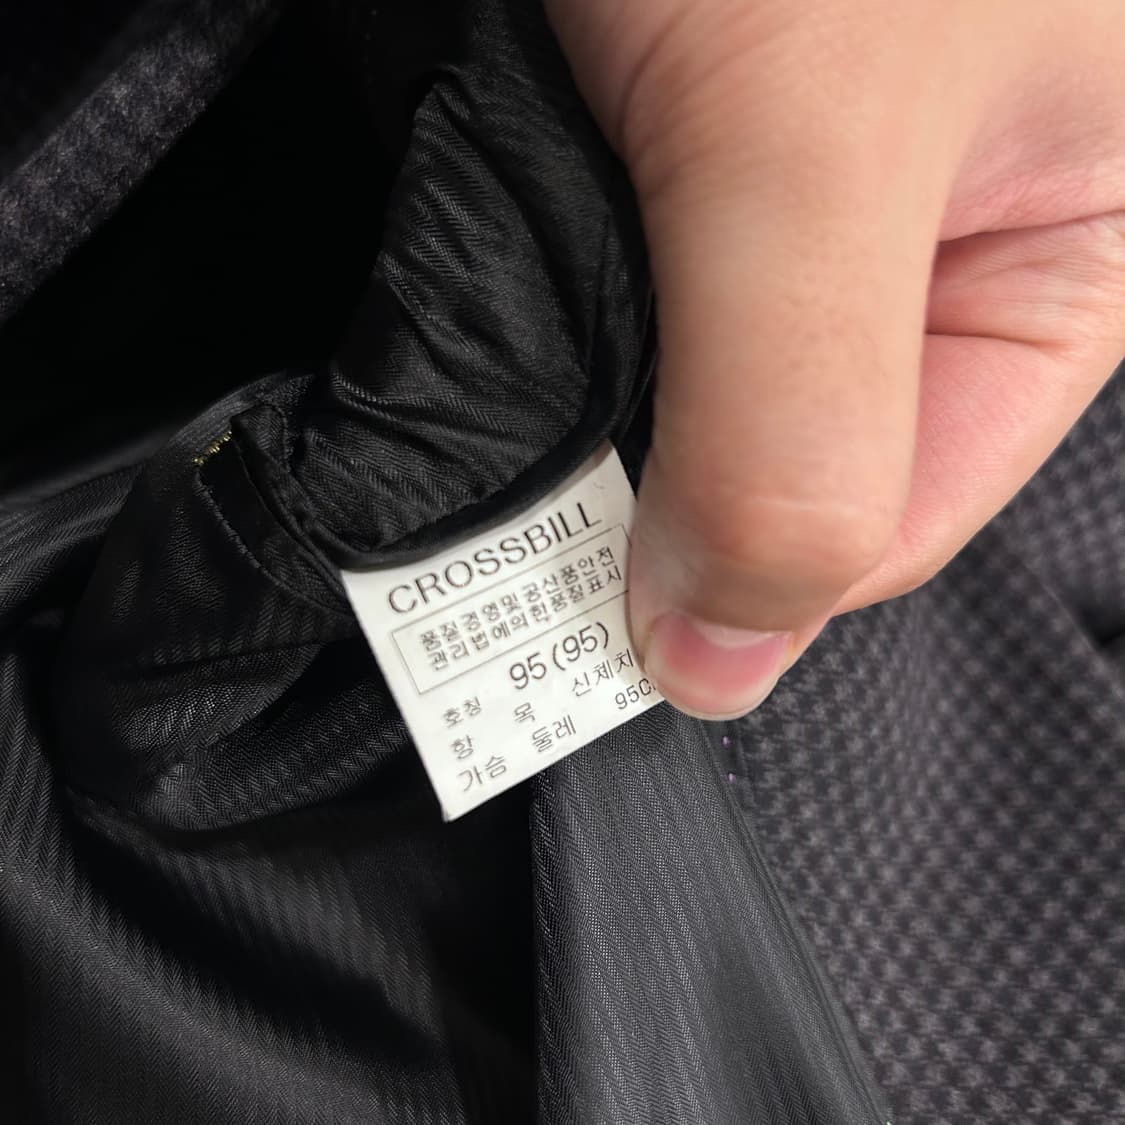 CROSSBILL
품질경영및 공산품안전
관리법에의한품질표시
95(95)
호칭
항 목 신체치
가슴 둘레 95C